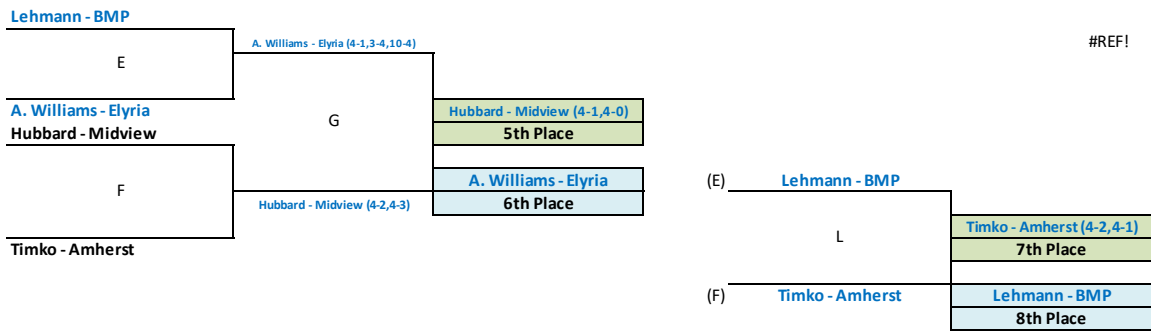 Lehmann - BMP
A. Williams - Elyria (4-1,3-4,10-4)
#REF!
E
A. Williams - Elyria
Hubbard - Midview (4-1,4-0)
G
Hubbard - Midview
5th Place
A. Williams - Elyria
(E) Lehmann - BMP
F
Hubbard - Midview (4-2,4-3)
6th Place
Timko - Amherst (4-2,4-1)
L
Timko - Amherst
7th Place
(F) Timko - Amherst
Lehmann - BMP
8th Place